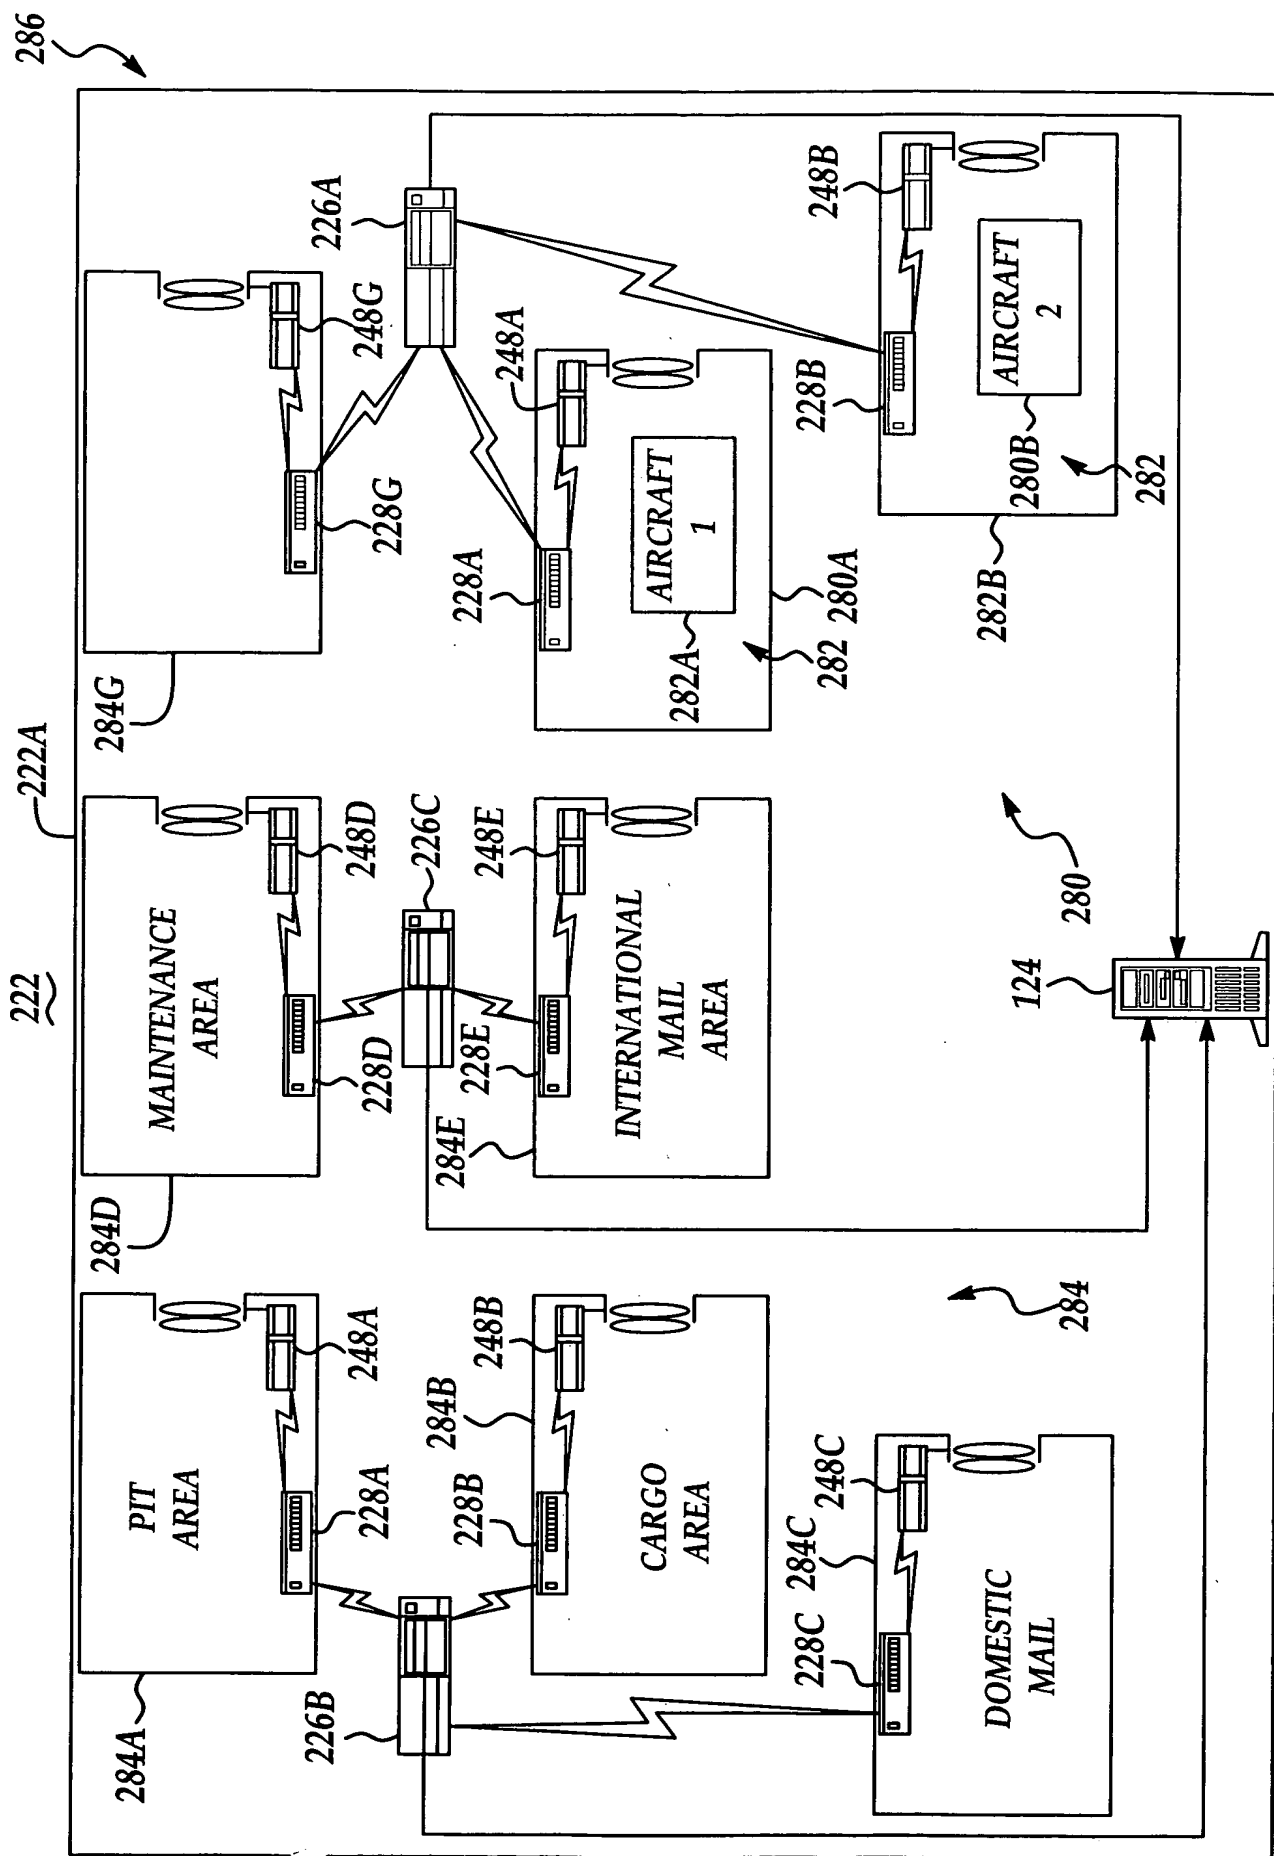 222
222A
286
284A
PIT
AREA
248A
228A
226B
284B
248B
228B
CARGO
AREA
284C
248C
228C
DOMESTIC
MAIL
284
284D
MAINTENANCE
AREA
248D
228D
226C
248E
228E
284E
INTERNATIONAL
MAIL
AREA
280
124
284G
248G
228G
226A
248A
228A
AIRCRAFT
1
282A
280A
282
248B
228B
AIRCRAFT
2
280B
282
282B